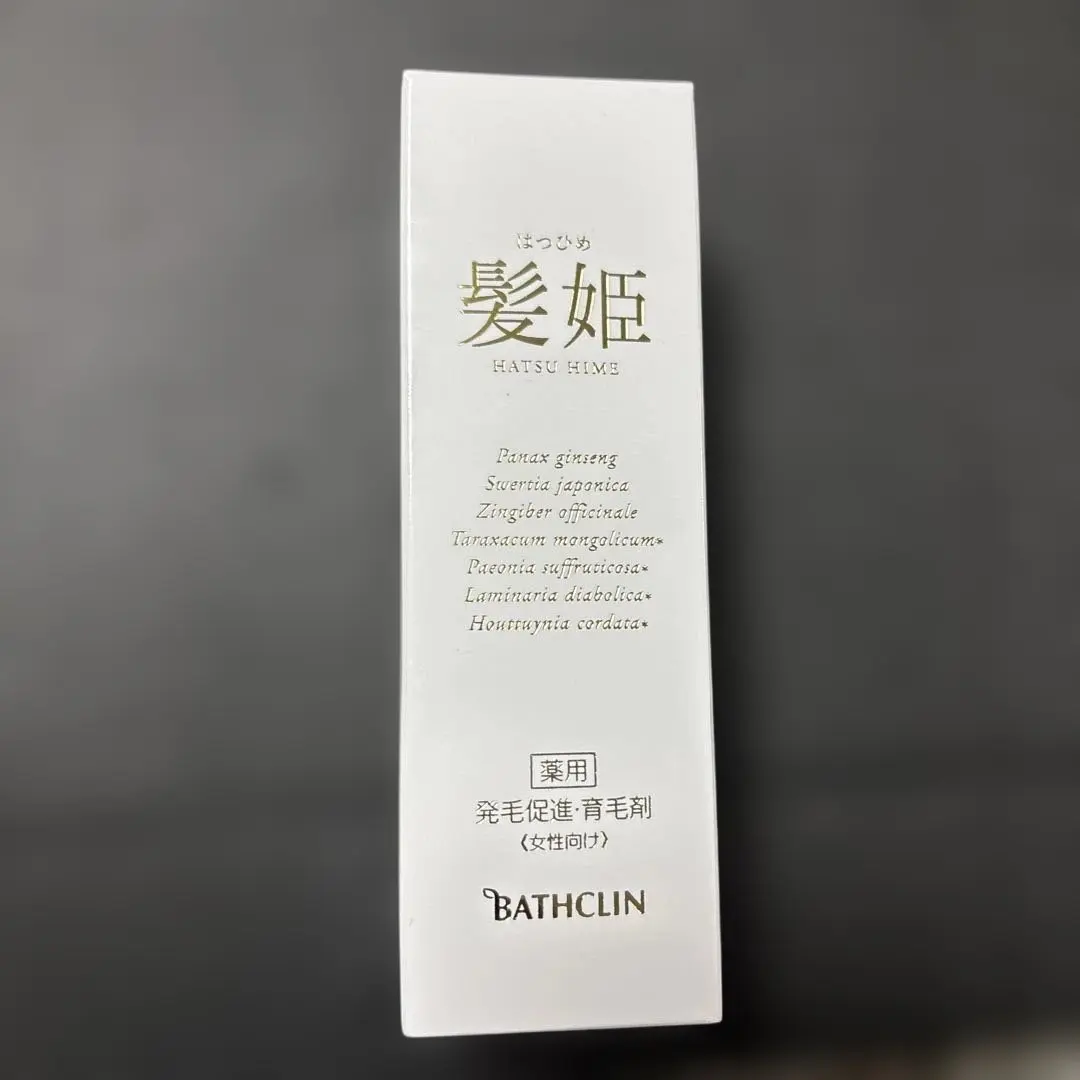 はつひめ
髪姫
HATSU HIME
Panax ginseng
Swertia japonica
Zingiber officinale
Taraxacum mongolicum*
Paeonia suffruticosa*
Laminaria diabolica*
Houttuynia cordata*
薬用
発毛促進・育毛剤
〈女性向け〉
BATHCLIN